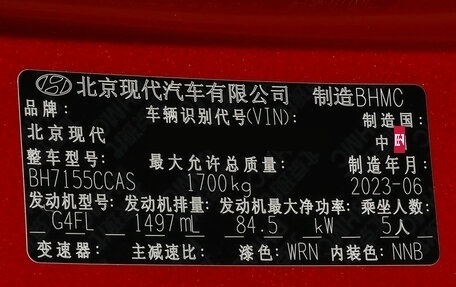 北京现代汽车有限公司 制造BHMC
品牌: 车辆识别代号(VIN): 制造国:
北京现代 中
整车型号: 最大允许总质量: 制造年月:
BH7155CCAS 1700kg 2023-06
发动机型号: 发动机排量: 发动机最大净功率: 乘坐人数:
G4FL 1497mL 84.5 kW 5人
变速器: 主减速比: 漆色: WRN 内装色: NNB